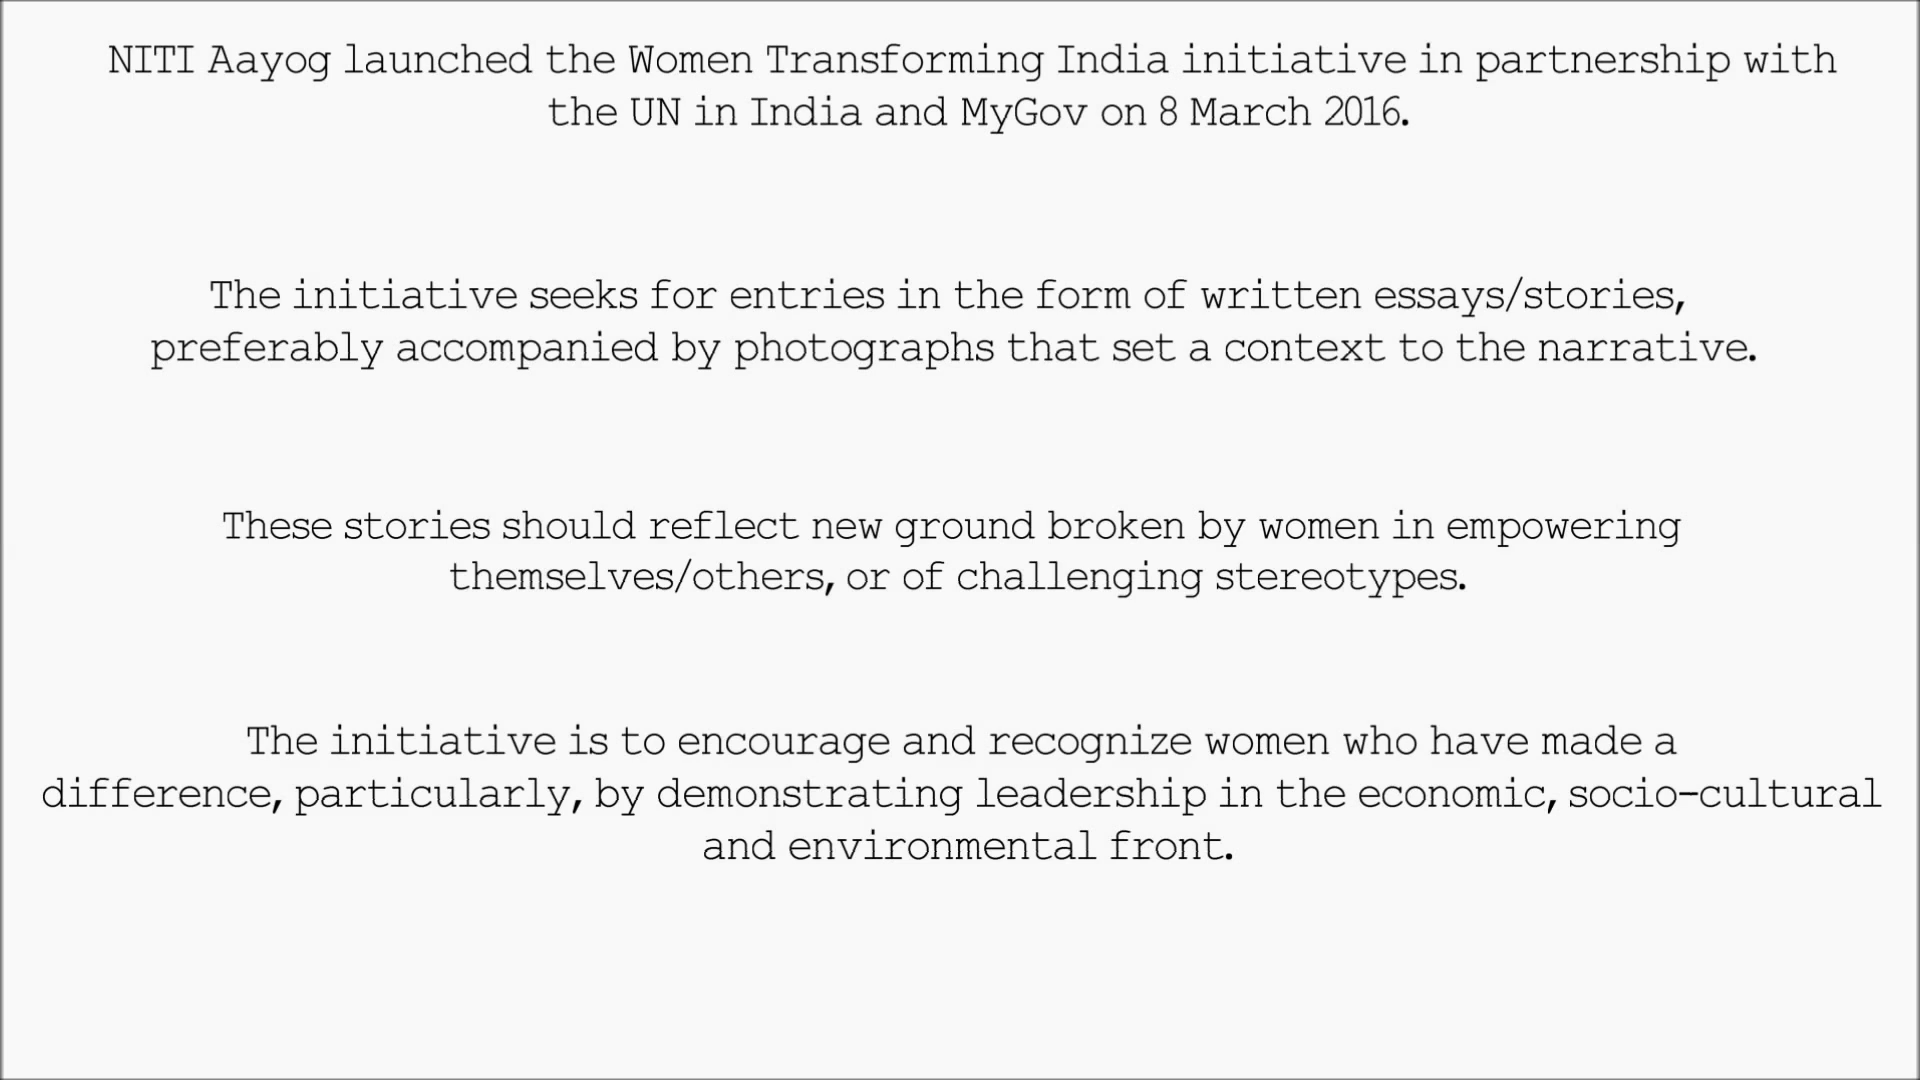 NITI Aayog launched the Women Transforming India initiative in partnership with
the UN in India and MyGov on 8 March 2016.
The initiative seeks for entries in the form of written essays/stories,
preferably accompanied by photographs that set a context to the narrative.
These stories should reflect new ground broken by women in empowering
themselves/others, or of challenging stereotypes.
The initiative is to encourage and recognize women who have made a
difference, particularly, by demonstrating leadership in the economic, socio-cultural
and environmental front.